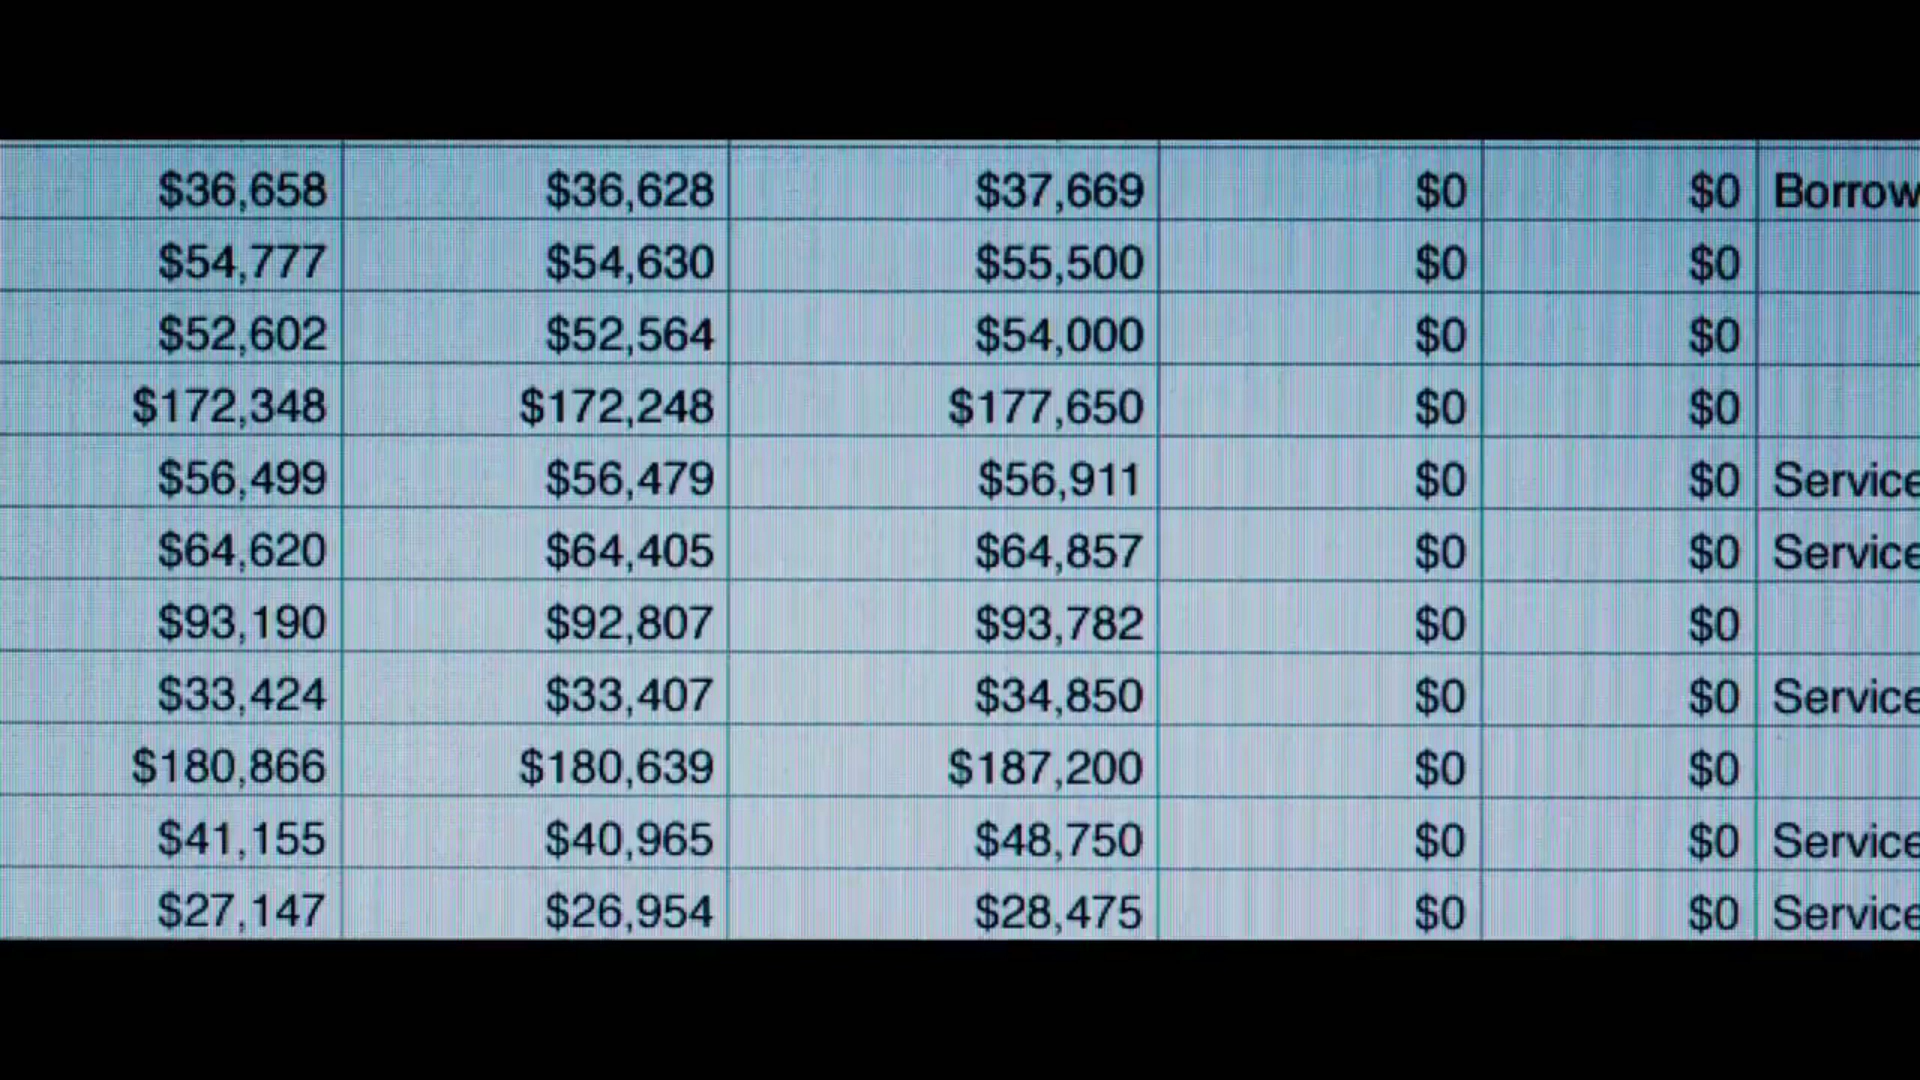 $36,658 $36,628 $37,669 $0 $0 Borrow
$54,777 $54,630 $55,500 $0 $0
$52,602 $52,564 $54,000 $0 $0
$172,348 $172,248 $177,650 $0 $0
$56,499 $56,479 $56,911 $0 $0 Service
$64,620 $64,405 $64,857 $0 $0 Service
$93,190 $92,807 $93,782 $0 $0
$33,424 $33,407 $34,850 $0 $0 Service
$180,866 $180,639 $187,200 $0 $0
$41,155 $40,965 $48,750 $0 $0 Service
$27,147 $26,954 $28,475 $0 $0 Service